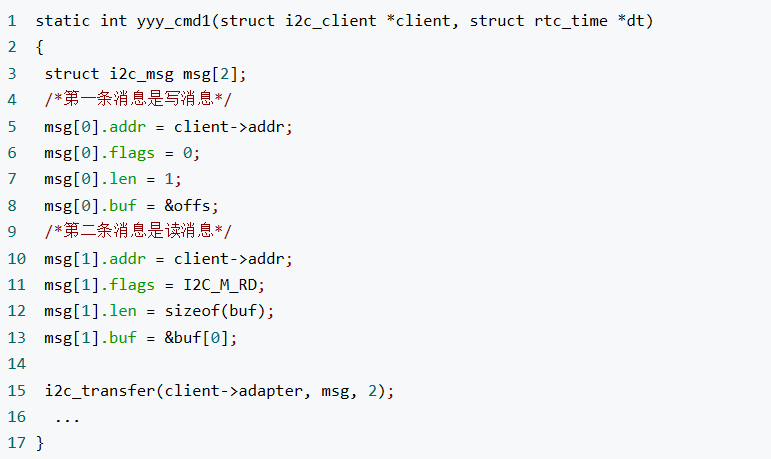 1 static int yyy_cmd1(struct i2c_client *client, struct rtc_time *dt)
2 {
3  struct i2c_msg msg[2];
4  /*第一条消息是写消息*/
5  msg[0].addr = client->addr;
6  msg[0].flags = 0;
7  msg[0].len = 1;
8  msg[0].buf = &offs;
9  /*第二条消息是读消息*/
10  msg[1].addr = client->addr;
11  msg[1].flags = I2C_M_RD;
12  msg[1].len = sizeof(buf);
13  msg[1].buf = &buf[0];
14
15  i2c_transfer(client->adapter, msg, 2);
16   ...
17 }